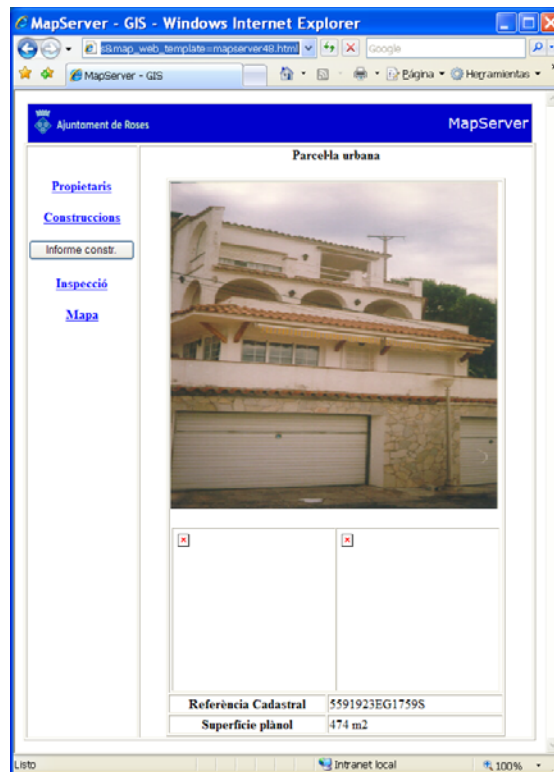 MapServer - GIS - Windows Internet Explorer
s&map_web_template=mapserver48.html
Google
MapServer - GIS
Página
Herramientas
Ajuntament de Roses
MapServer
Parcel·la urbana
Propietaris
Construccions
Informe constr.
Inspecció
Mapa
Referència Cadastral 5591923EG1759S
Superfície plànol 474 m2
Listo
Intranet local
100%